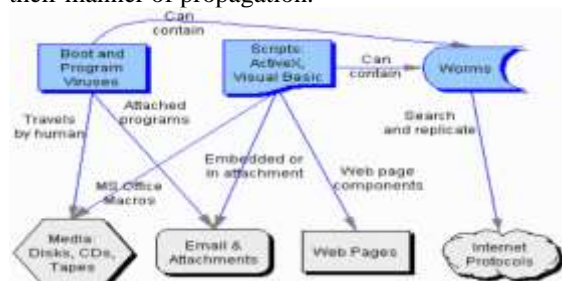 their manner of propagation.
Can
contain
Boot and
Program
Viruses
Scripts:
ActiveX,
Visual Basic
Can
contain
Worms
Travels
by human
Attached
programs
Search
and replicate
Embedded or
in attachment
Web page
components
MS Office
Macros
Media:
Disks, CDs,
Tapes
Email &
Attachments
Web Pages
Internet
Protocols